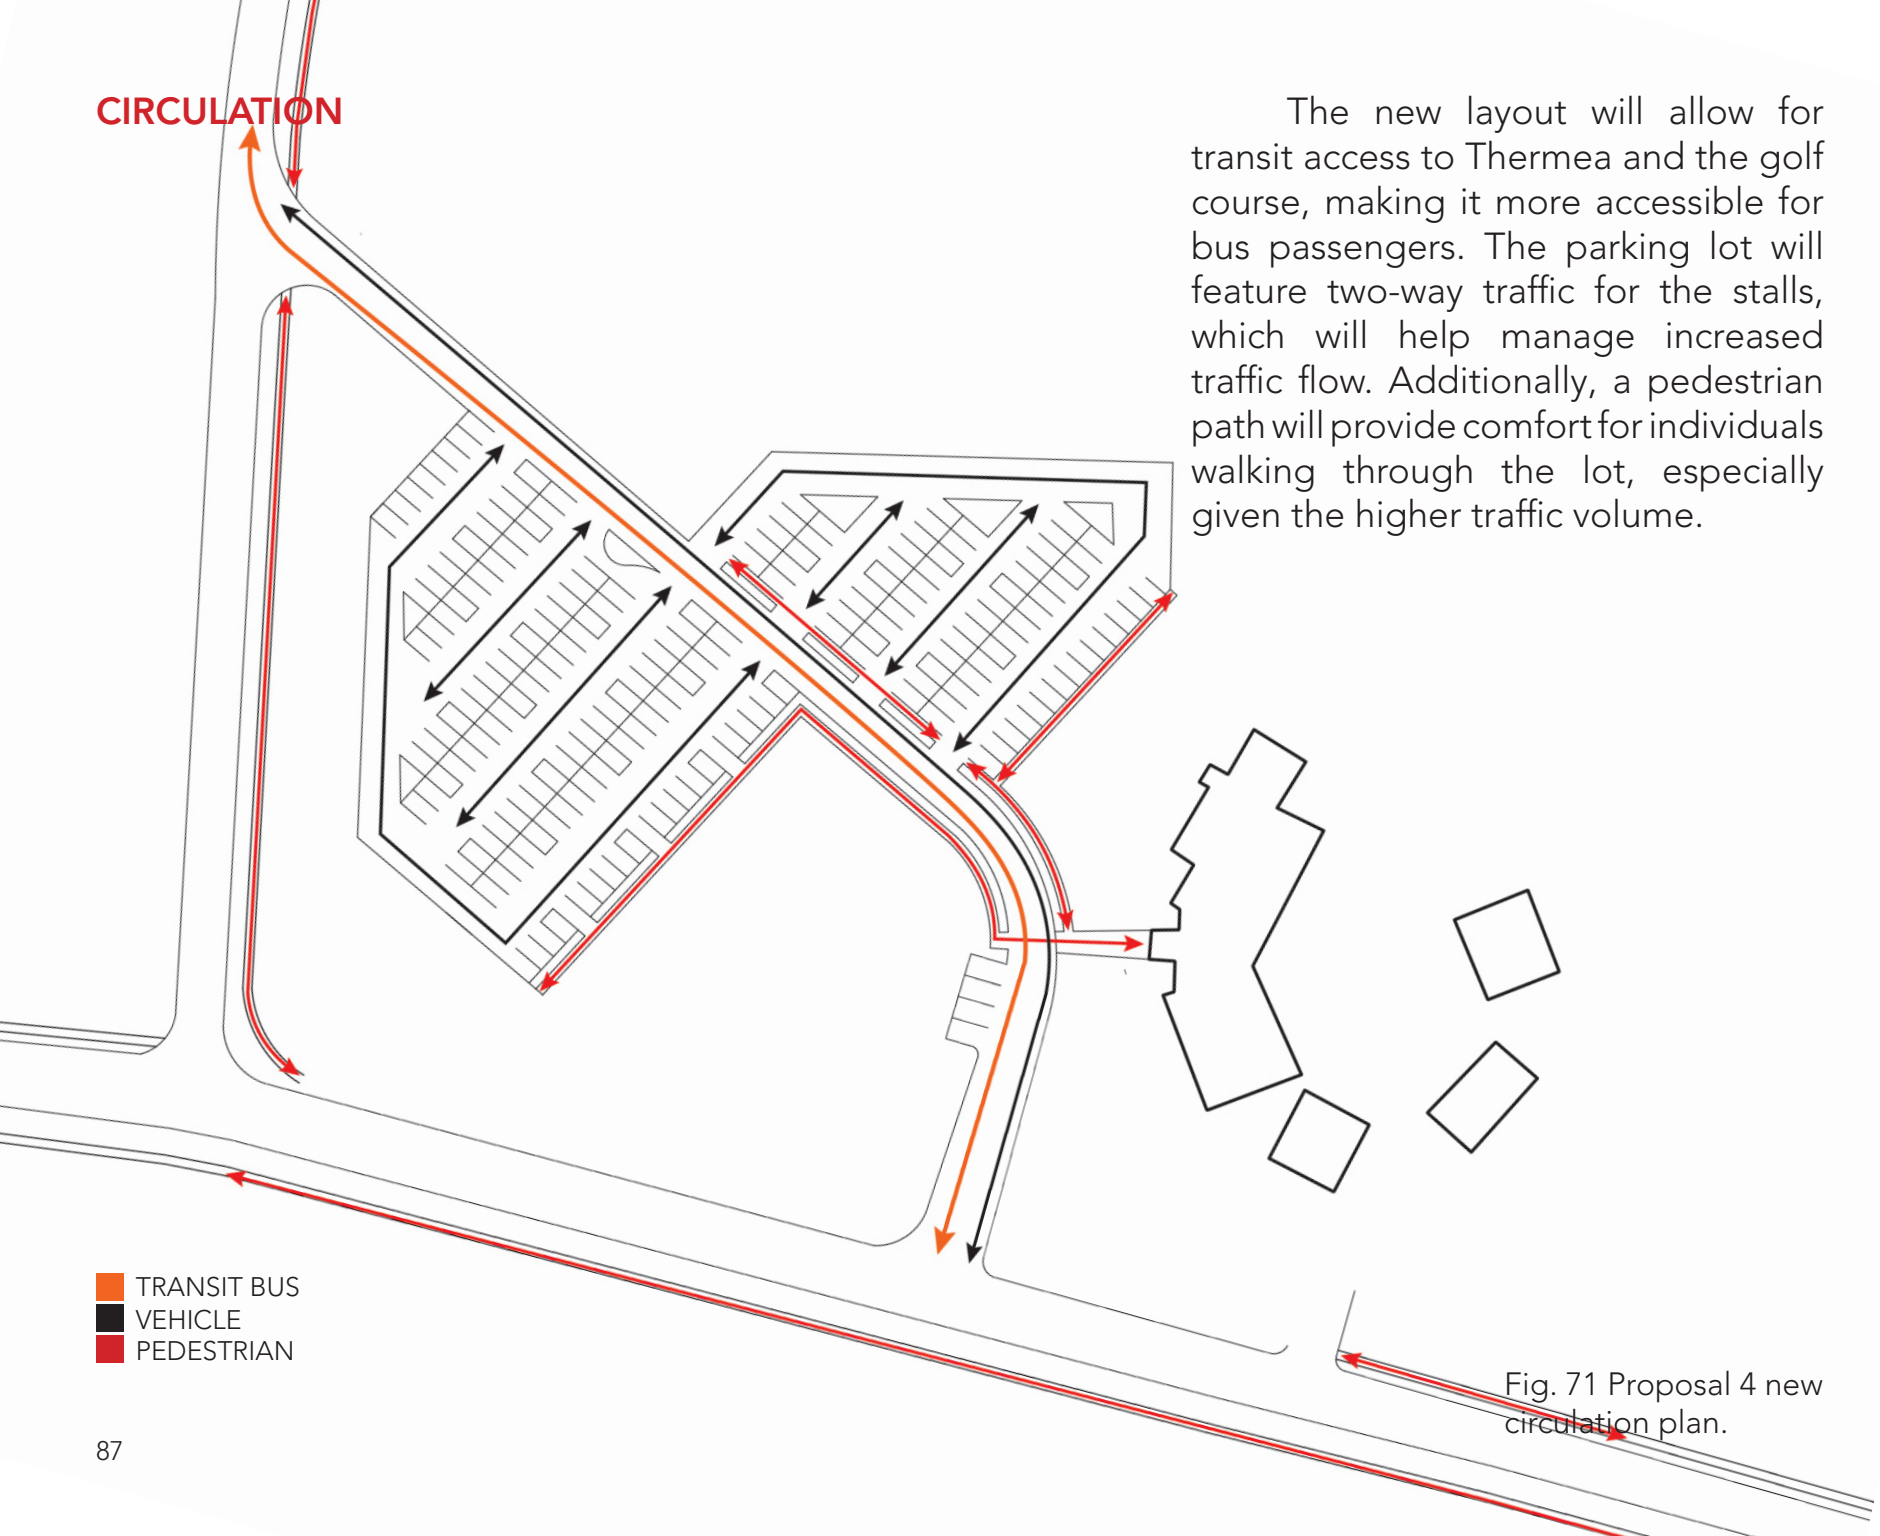 CIRCULATION
The new layout will allow for
transit access to Thermea and the golf
course, making it more accessible for
bus passengers. The parking lot will
feature two-way traffic for the stalls,
which will help manage increased
traffic flow. Additionally, a pedestrian
path will provide comfort for individuals
walking through the lot, especially
given the higher traffic volume.
TRANSIT BUS
VEHICLE
PEDESTRIAN
Fig. 71 Proposal 4 new
circulation plan.
87